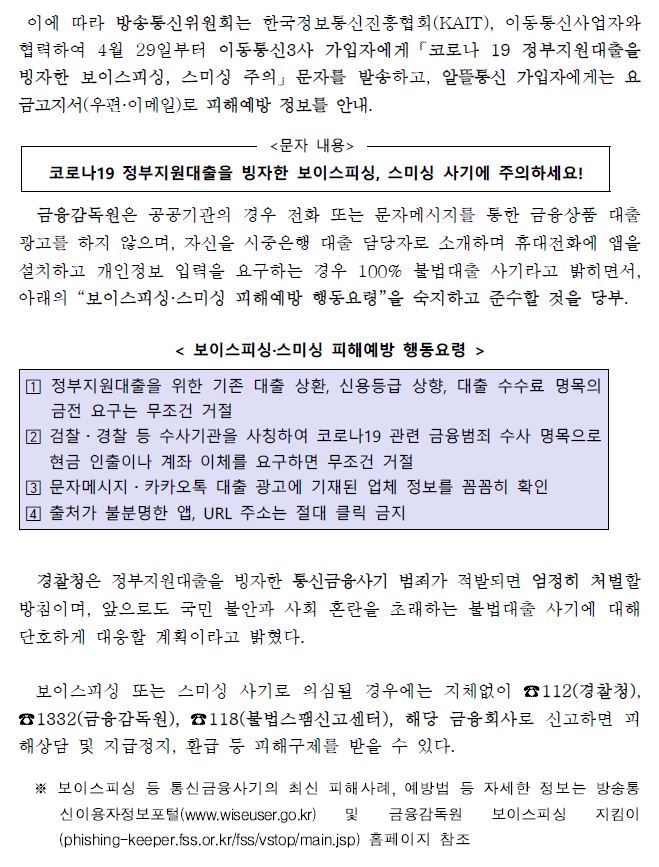 이에 따라 방송통신위원회는 한국정보통신진흥협회(KAIT), 이동통신사업자와
협력하여 4월 29일부터 이동통신3사 가입자에게 『코로나 19 정부지원대출을
빙자한 보이스피싱, 스미싱 주의』 문자를 발송하고, 알뜰통신 가입자에게는 요
금고지서(우편·이메일)로 피해예방 정보를 안내.
<문자 내용>
코로나19 정부지원대출을 빙자한 보이스피싱, 스미싱 사기에 주의하세요!
금융감독원은 공공기관의 경우 전화 또는 문자메시지를 통한 금융상품 대출
광고를 하지 않으며, 자신을 시중은행 대출 담당자로 소개하며 휴대전화에 앱을
설치하고 개인정보 입력을 요구하는 경우 100% 불법대출 사기라고 밝히면서,
아래의 “보이스피싱·스미싱 피해예방 행동요령”을 숙지하고 준수할 것을 당부.
< 보이스피싱·스미싱 피해예방 행동요령 >
1 정부지원대출을 위한 기존 대출 상환, 신용등급 상향, 대출 수수료 명목의
금전 요구는 무조건 거절
2 검찰·경찰 등 수사기관을 사칭하여 코로나19 관련 금융범죄 수사 명목으로
현금 인출이나 계좌 이체를 요구하면 무조건 거절
3 문자메시지·카카오톡 대출 광고에 기재된 업체 정보를 꼼꼼히 확인
4 출처가 불분명한 앱, URL 주소는 절대 클릭 금지
경찰청은 정부지원대출을 빙자한 통신금융사기 범죄가 적발되면 엄정히 처벌할
방침이며, 앞으로도 국민 불안과 사회 혼란을 초래하는 불법대출 사기에 대해
단호하게 대응할 계획이라고 밝혔다.
보이스피싱 또는 스미싱 사기로 의심될 경우에는 지체없이 ☎112(경찰청),
☎1332(금융감독원), ☎118(불법스팸신고센터), 해당 금융회사로 신고하면 피
해상담 및 지급정지, 환급 등 피해구제를 받을 수 있다.
※ 보이스피싱 등 통신금융사기의 최신 피해사례, 예방법 등 자세한 정보는 방송통
신이용자정보포털(www.wiseuser.go.kr) 및 금융감독원 보이스피싱 지킴이
(phishing-keeper.fss.or.kr/fss/vstop/main.jsp) 홈페이지 참조